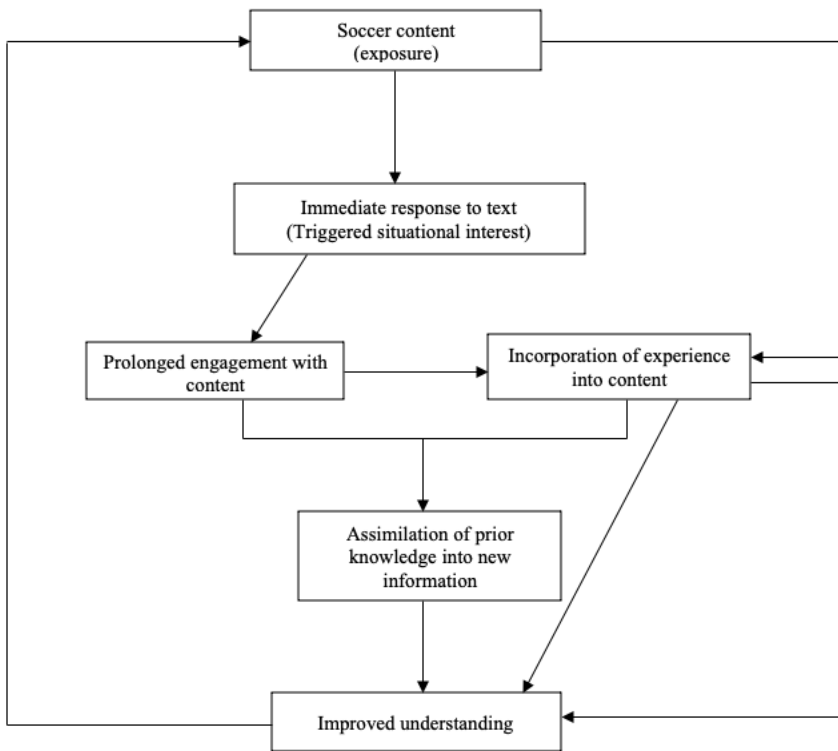 Soccer content
(exposure)
Immediate response to text
(Triggered situational interest)
Prolonged engagement with
content
Incorporation of experience
into content
Assimilation of prior
knowledge into new
information
Improved understanding